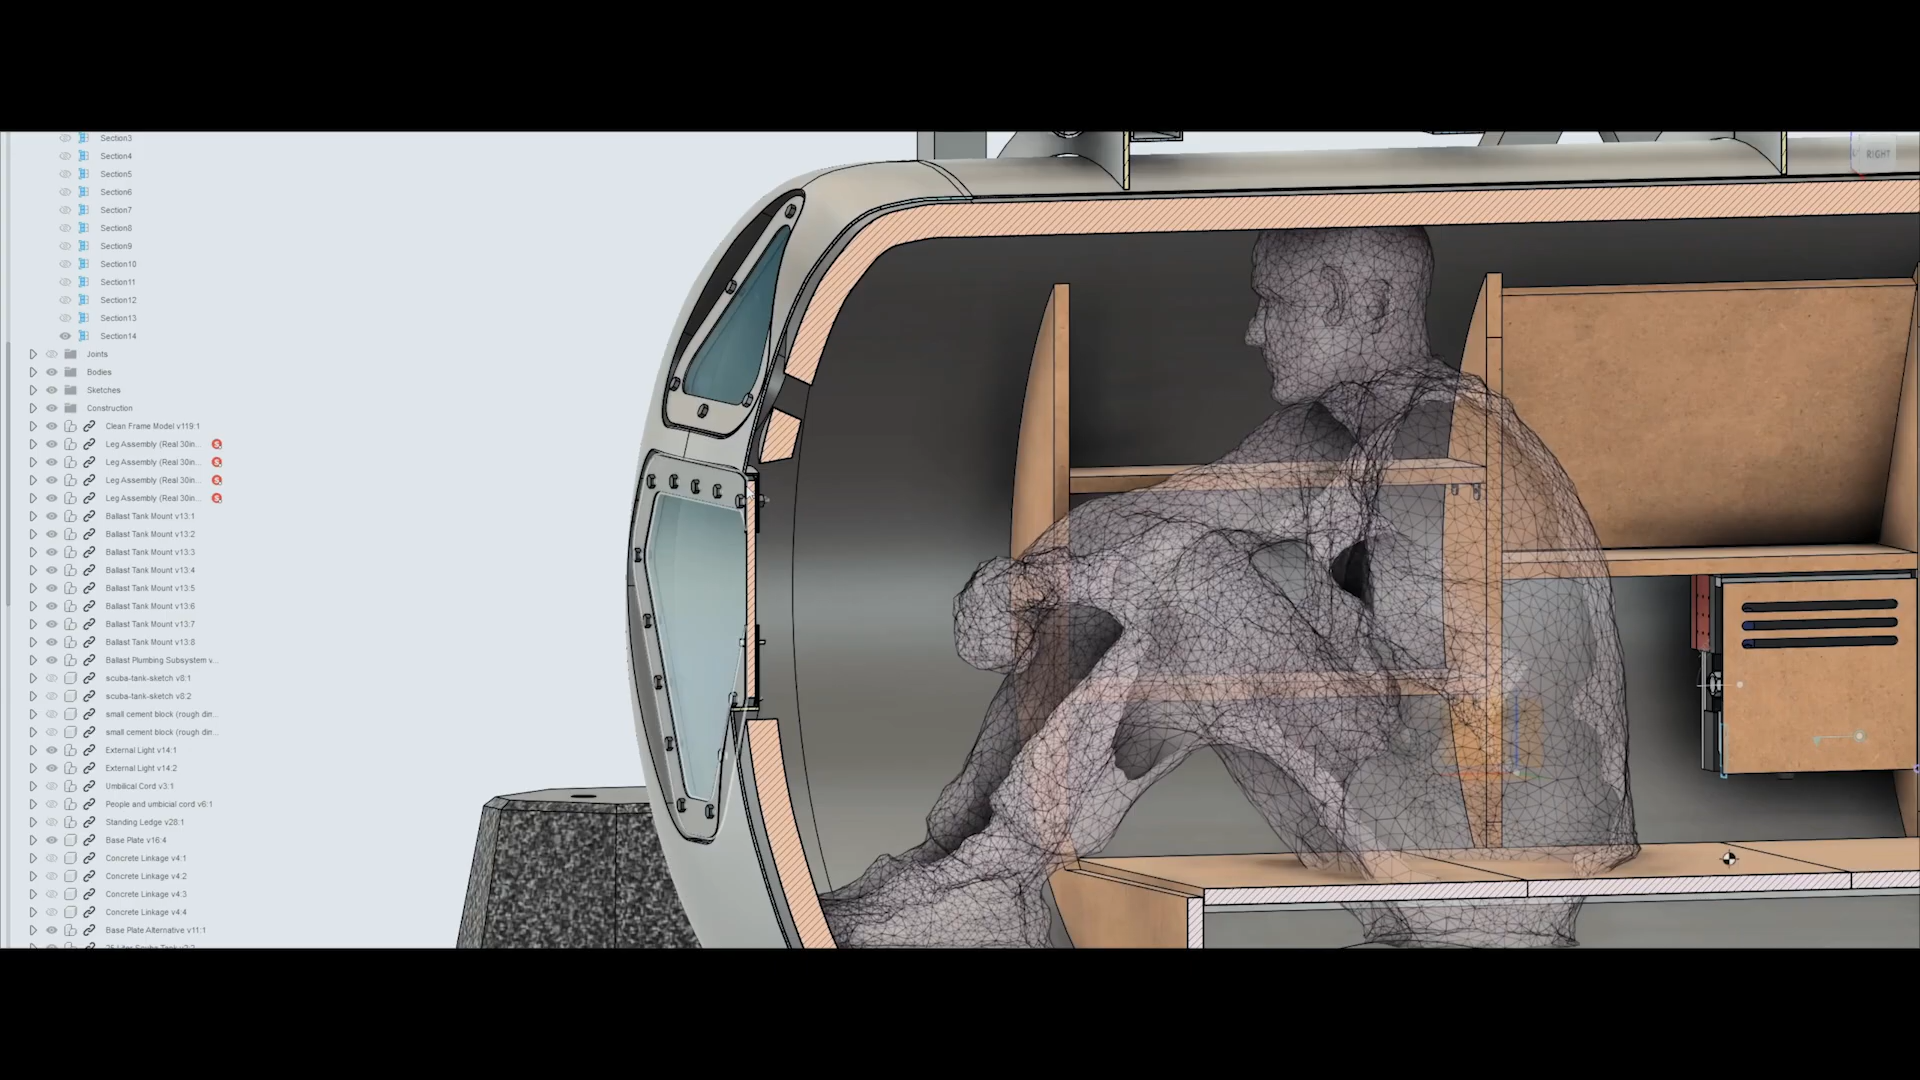 Section3
RIGHT
Section4
Section5
Section6
Section7
Section8
Section9
Section10
Section11
Section12
Section13
Section14
Joints
Bodies
Sketches
Construction
Clean Frame Model v119:1
Leg Assembly (Real 30in...
Leg Assembly (Real 30in...
Leg Assembly (Real 30in...
Leg Assembly (Real 30in...
Ballast Tank Mount v13:1
Ballast Tank Mount v13:2
Ballast Tank Mount v13:3
Ballast Tank Mount v13:4
Ballast Tank Mount v13:5
Ballast Tank Mount v13:6
Ballast Tank Mount v13:7
Ballast Tank Mount v13:8
Ballast Plumbing Subsystem v...
scuba-tank-sketch v8:1
scuba-tank-sketch v8:2
small cement block (rough dim...
small cement block (rough dim...
External Light v14:1
External Light v14:2
Umbilical Cord v3:1
People and umbicial cord v6:1
Standing Ledge v28:1
Base Plate v16:4
Concrete Linkage v4:1
Concrete Linkage v4:2
Concrete Linkage v4:3
Concrete Linkage v4:4
Base Plate Alternative v11:1